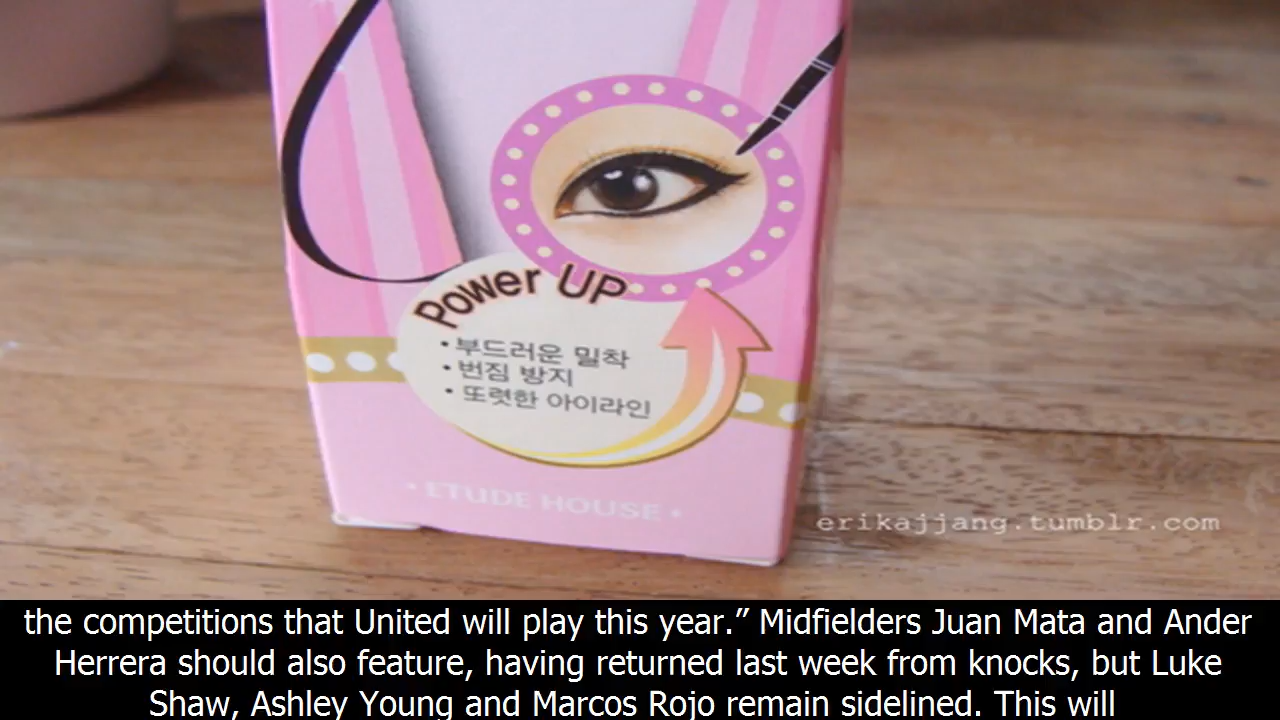 Power UP
• 부드러운 밀착
• 번짐 방지
• 또렷한 아이라인
• ETUDE HOUSE •
erikajjang.tumblr.com
the competitions that United will play this year.” Midfielders Juan Mata and Ander
Herrera should also feature, having returned last week from knocks, but Luke
Shaw, Ashley Young and Marcos Rojo remain sidelined. This will